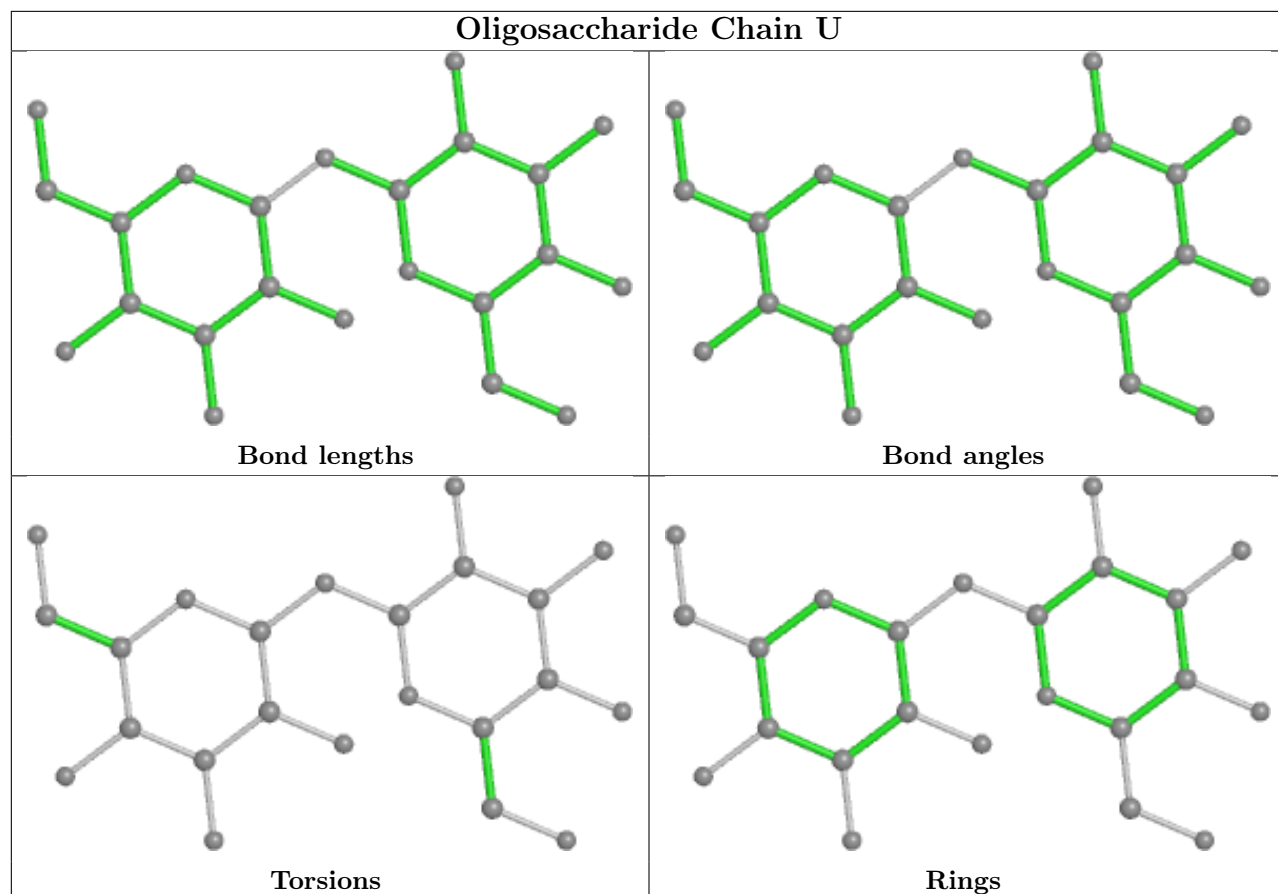 Oligosaccharide Chain U
Bond lengths
Bond angles
Torsions
Rings